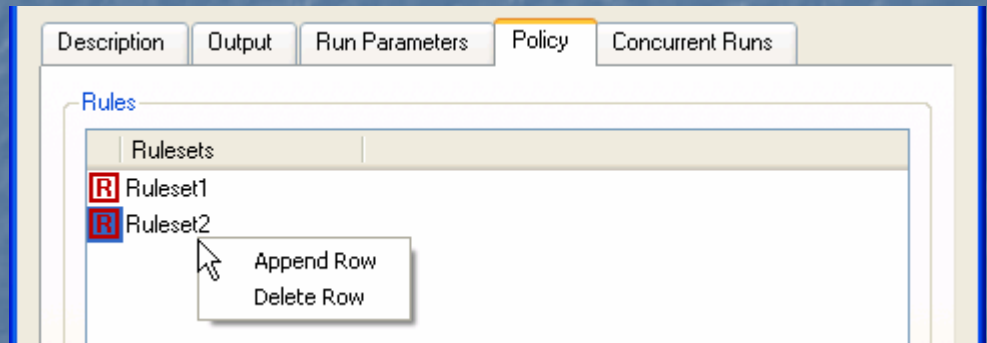 Description Output Run Parameters Policy Concurrent Runs
Rules
Rulesets
R Ruleset1
R Ruleset2
Append Row
Delete Row